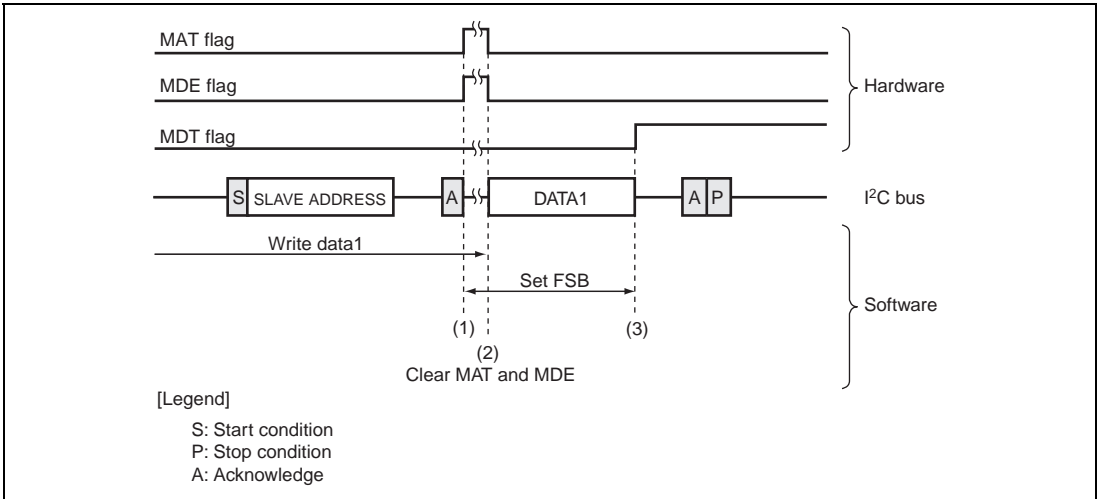 MAT flag
MDE flag
Hardware
MDT flag
S SLAVE ADDRESS A DATA1 A P I²C bus
Write data1
Set FSB
Software
(1) (3)
(2)
Clear MAT and MDE
[Legend]
S: Start condition
P: Stop condition
A: Acknowledge